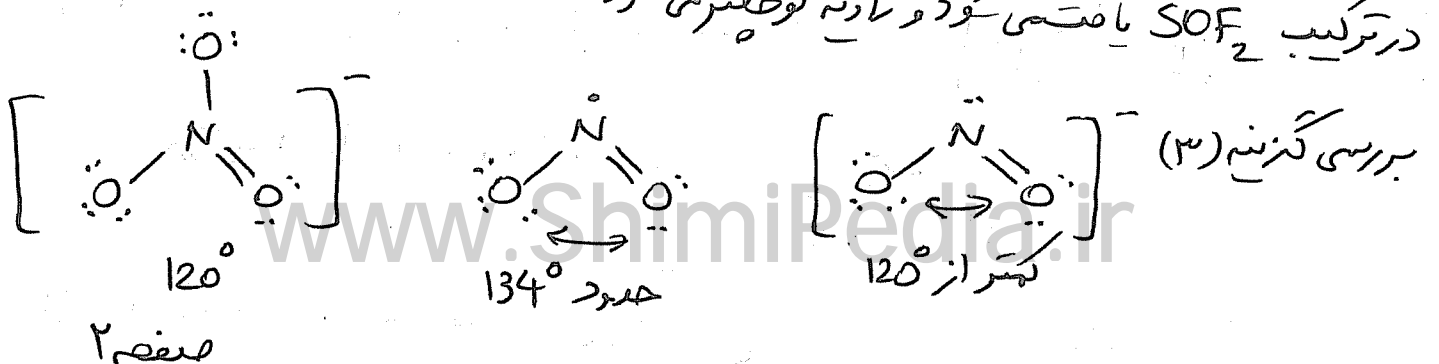 در ترکیب SOF2 یافت می شود و زاویه کوچکتری
بررسی گزینه (۳)
[ O N O O ]-
N O O
[ N O O ]-
120°
حدود 134°
کمتر از 120°
صفحه ۲
www.ShimiPedia.ir